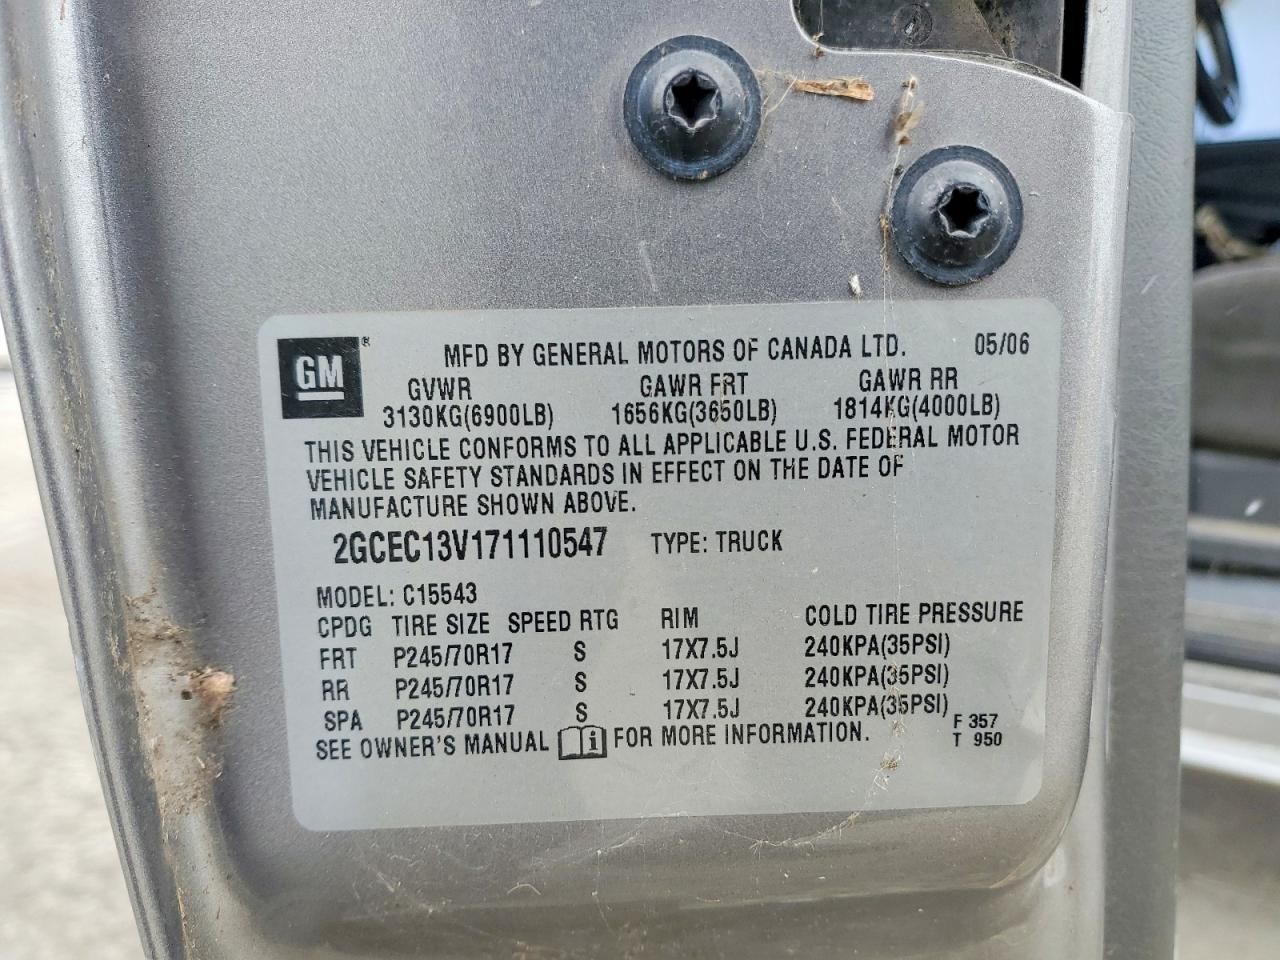 GM ® MFD BY GENERAL MOTORS OF CANADA LTD. 05/06
GVWR GAWR FRT GAWR RR
3130KG(6900LB) 1656KG(3650LB) 1814KG(4000LB)
THIS VEHICLE CONFORMS TO ALL APPLICABLE U.S. FEDERAL MOTOR
VEHICLE SAFETY STANDARDS IN EFFECT ON THE DATE OF
MANUFACTURE SHOWN ABOVE.
2GCEC13V171110547 TYPE: TRUCK
MODEL: C15543
CPDG TIRE SIZE SPEED RTG RIM COLD TIRE PRESSURE
FRT P245/70R17 S 17X7.5J 240KPA(35PSI)
RR P245/70R17 S 17X7.5J 240KPA(35PSI)
SPA P245/70R17 S 17X7.5J 240KPA(35PSI)
SEE OWNER'S MANUAL i FOR MORE INFORMATION.
F 357
T 950